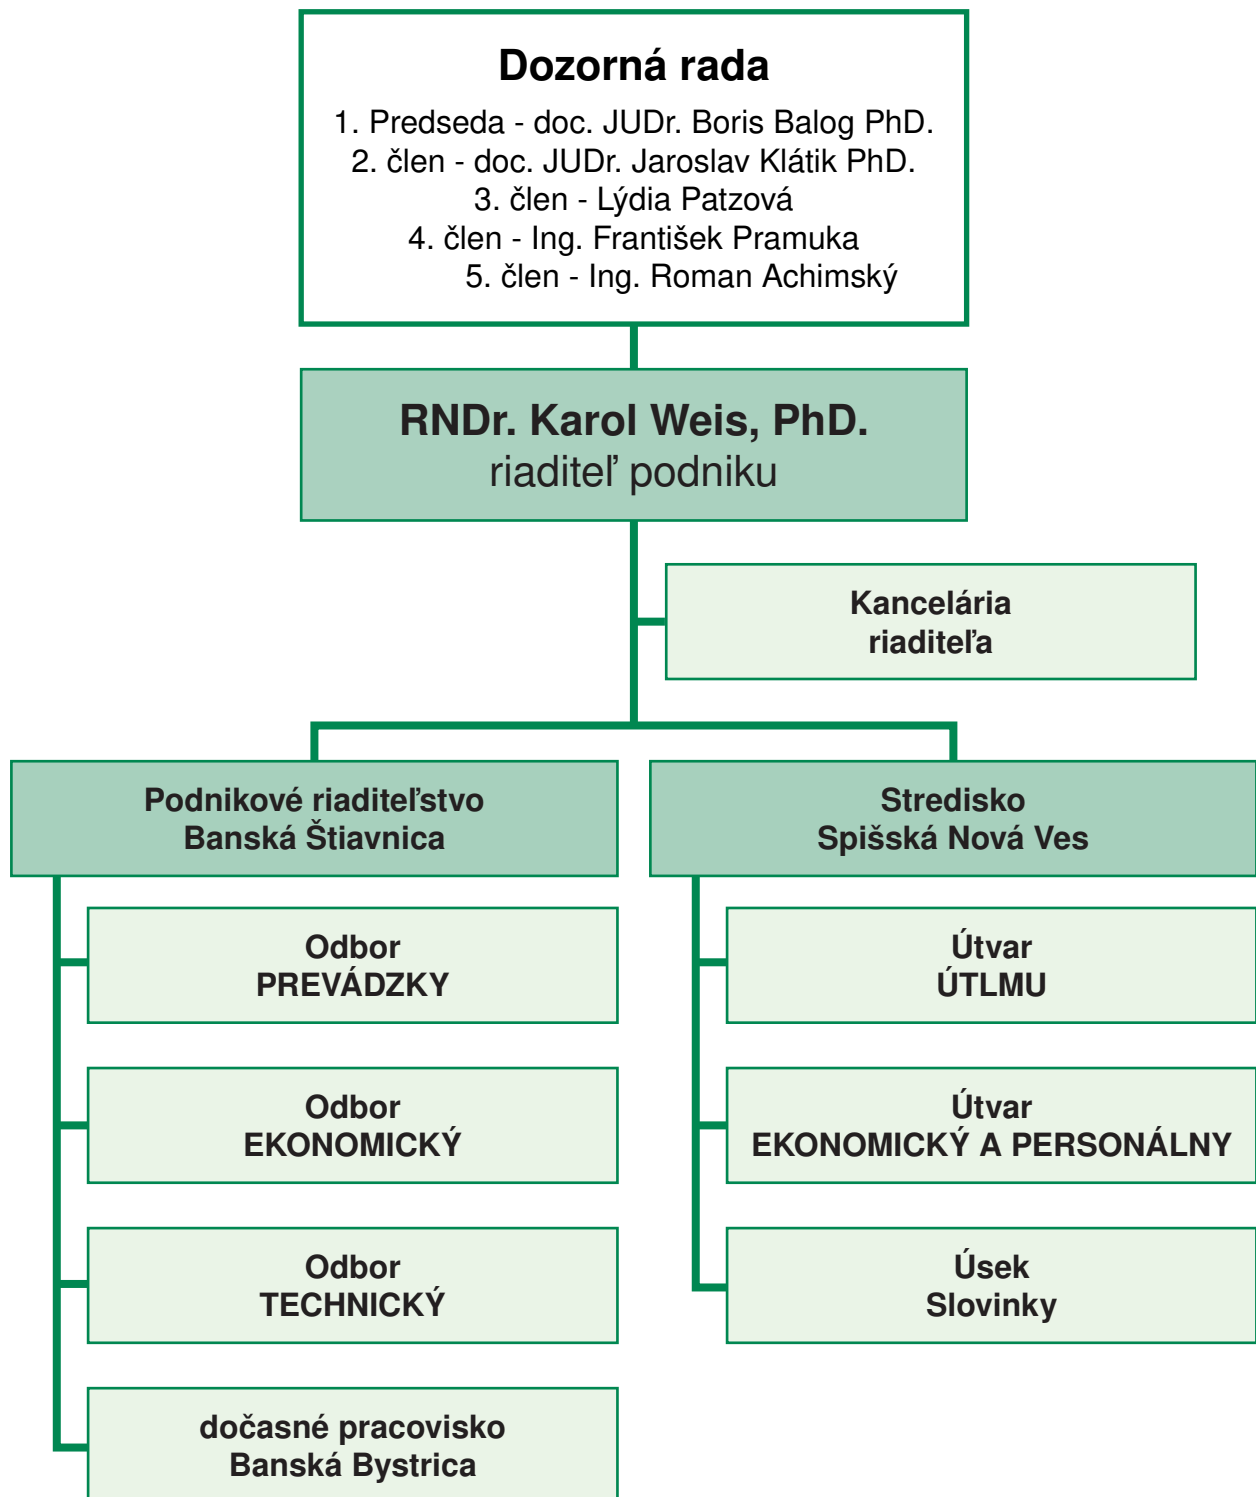 Dozorná rada
1. Predseda - doc. JUDr. Boris Balog PhD.
2. člen - doc. JUDr. Jaroslav Klátik PhD.
3. člen - Lýdia Patzová
4. člen - Ing. František Pramuka
5. člen - Ing. Roman Achimský
RNDr. Karol Weis, PhD.
riaditeľ podniku
Kancelária
riaditeľa
Podnikové riaditeľstvo
Banská Štiavnica
Odbor
PREVÁDZKY
Odbor
EKONOMICKÝ
Odbor
TECHNICKÝ
dočasné pracovisko
Banská Bystrica
Stredisko
Spišská Nová Ves
Útvar
ÚTLMU
Útvar
EKONOMICKÝ A PERSONÁLNY
Úsek
Slovinky